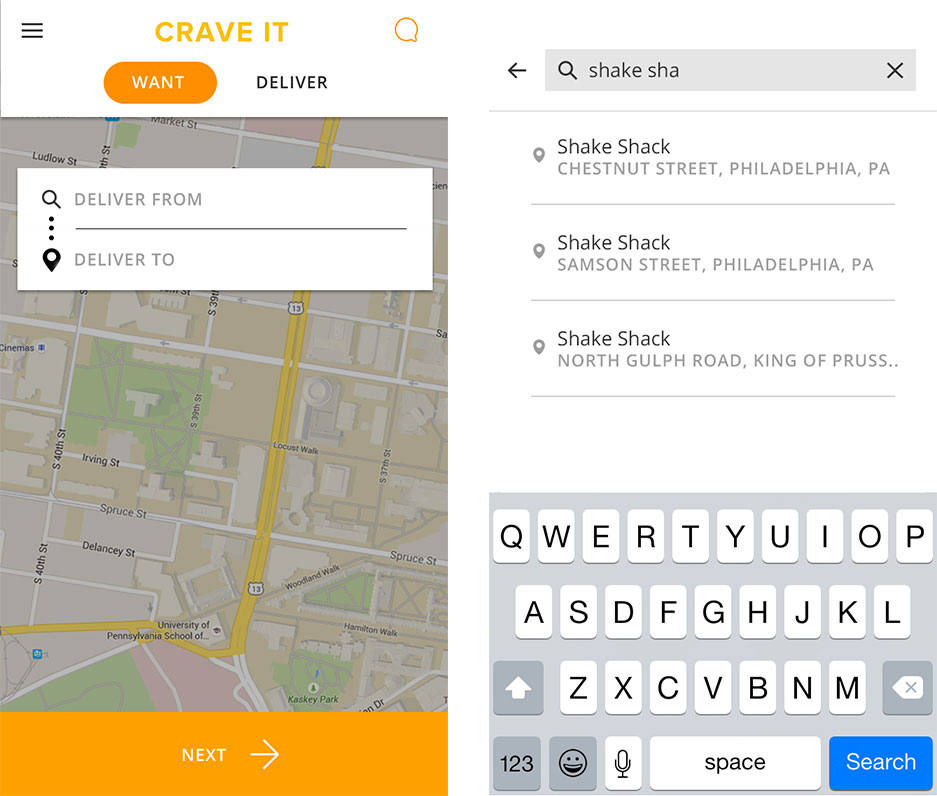 CRAVE IT
WANT
DELIVER
Market St
Ludlow St
DELIVER FROM
DELIVER TO
S 39th
13
Cinemas
S 39th St
S 40th St
Locust Walk
S 37th St
Irving St
Spruce St
Delancey St
Spruce St
S 40th St
13
Woodland Walk
University of
Pennsylvania School of...
Hamilton Walk
Kaskey Park
NEXT
shake sha
Shake Shack
CHESTNUT STREET, PHILADELPHIA, PA
Shake Shack
SAMSON STREET, PHILADELPHIA, PA
Shake Shack
NORTH GULPH ROAD, KING OF PRUSS..
Q W E R T Y U I O P
A S D F G H J K L
Z X C V B N M
123
space
Search